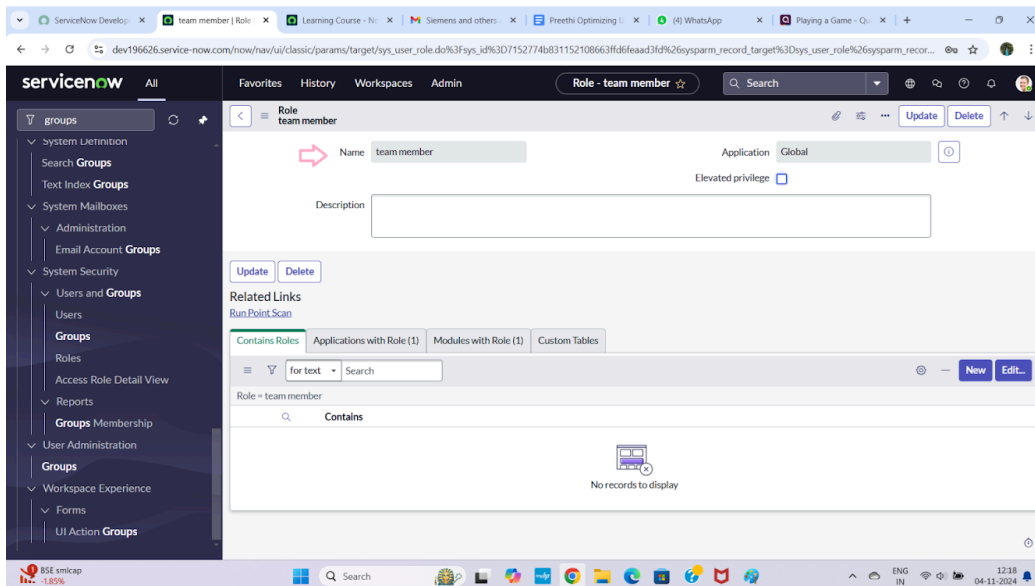 ServiceNow Develop
team member | Role
Learning Course - No
Siemens and others
Preethi Optimizing U
(4) WhatsApp
Playing a Game - Qui
dev196626.service-now.com/now/nav/ui/classic/params/target/sys_user_role.do%3Fsys_id%3D7152774b831152108663ffd6feaad3fd%26sysparm_record_target%3Dsys_user_role%26sysparm_recor...
servicenow All Favorites History Workspaces Admin Role - team member Search
groups
System Definition
Search Groups
Text Index Groups
System Mailboxes
Administration
Email Account Groups
System Security
Users and Groups
Users
Groups
Roles
Access Role Detail View
Reports
Groups Membership
User Administration
Groups
Workspace Experience
Forms
UI Action Groups
Role
team member
Update Delete
Name team member Application Global
Elevated privilege
Description
Update Delete
Related Links
Run Point Scan
Contains Roles Applications with Role (1) Modules with Role (1) Custom Tables
for text Search New Edit...
Role = team member
Contains
No records to display
BSE smlcap
-1.85%
Search
ENG
IN
12:18
04-11-2024